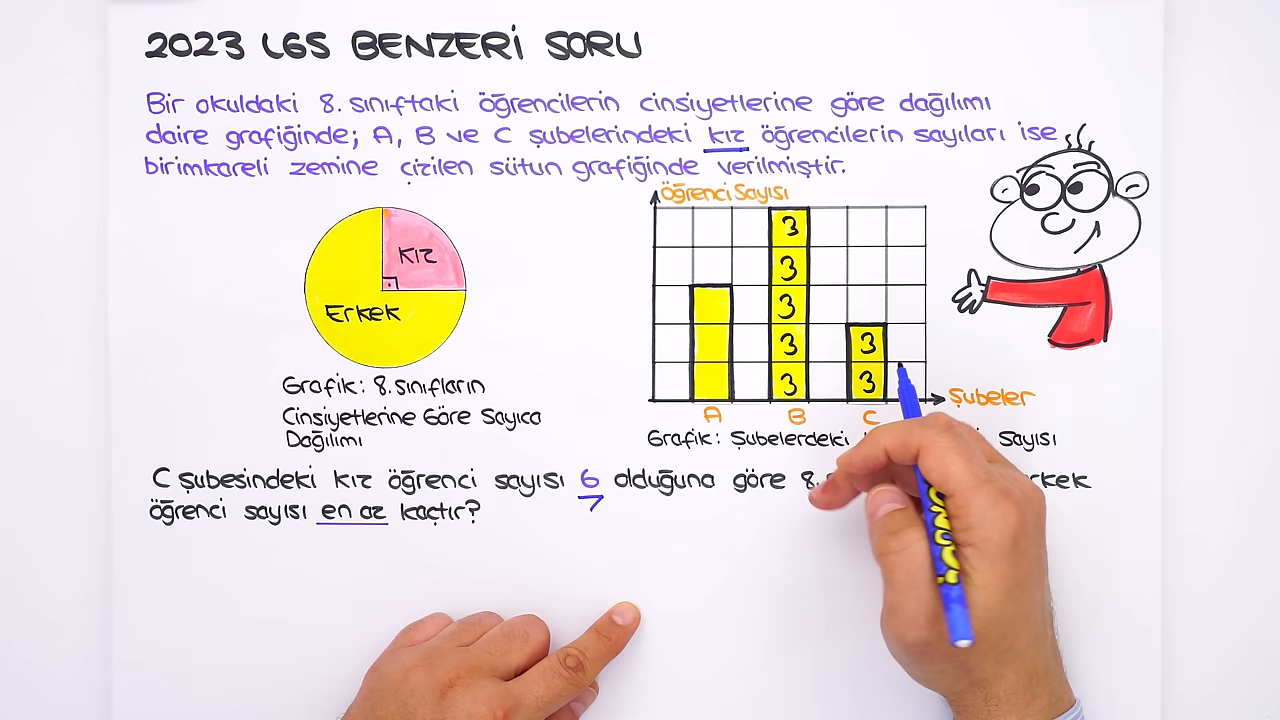 2023 LGS BENZERİ SORU
Bir okuldaki 8. sınıftaki öğrencilerin cinsiyetlerine göre dağılımı
daire grafiğinde; A, B ve C şubelerindeki kız öğrencilerin sayıları ise
birimkareli zemine çizilen sütun grafiğinde verilmiştir.
Kız
Erkek
Grafik: 8. sınıfların
Cinsiyetlerine Göre Sayıca
Dağılımı
Öğrenci Sayısı
3
3
3
3
3
3
3
A B C
Şubeler
Grafik: Şubelerdeki Sayısı
C şubesindeki kız öğrenci sayısı 6 olduğuna göre 8.
öğrenci sayısı en az kaçtır?